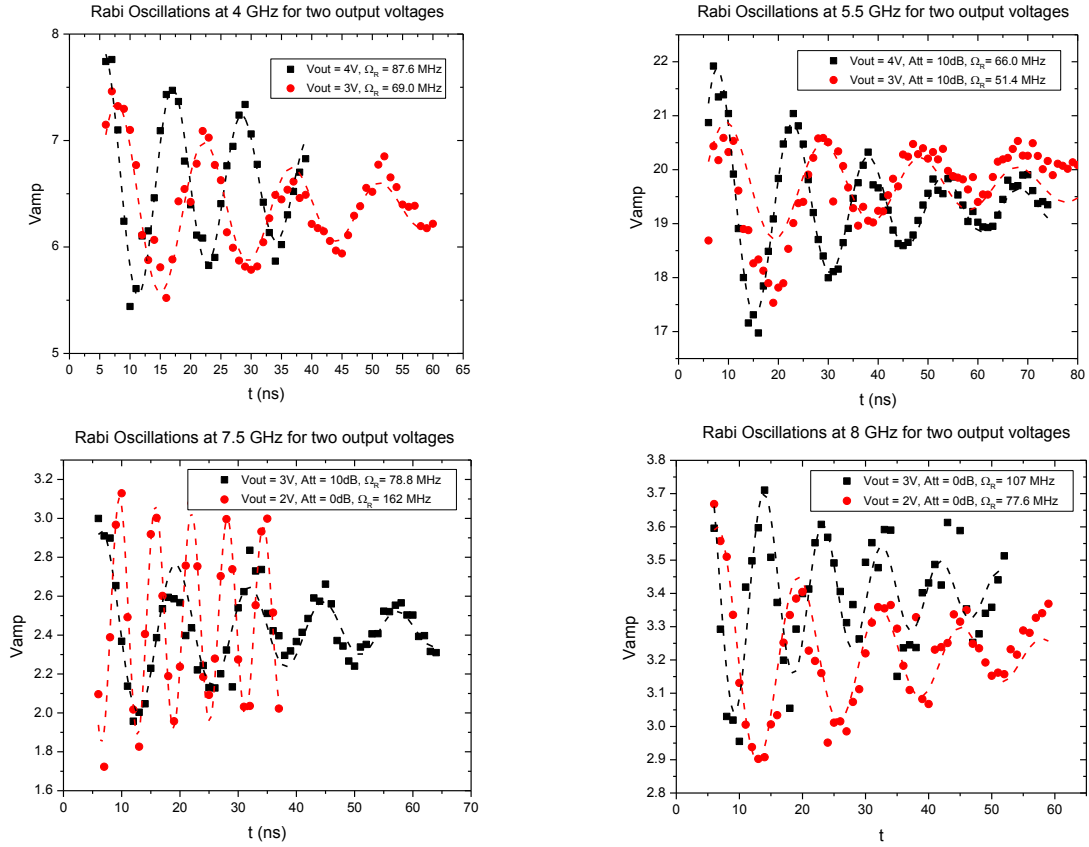 Rabi Oscillations at 4 GHz for two output voltages
8
7
6
5
Vamp
0 5 10 15 20 25 30 35 40 45 50 55 60 65
t (ns)
Vout = 4V, Ω_R = 87.6 MHz
Vout = 3V, Ω_R = 69.0 MHz
Rabi Oscillations at 5.5 GHz for two output voltages
22
21
20
19
18
17
Vamp
0 10 20 30 40 50 60 70 80
t (ns)
Vout = 4V, Att = 10dB, Ω_R= 66.0 MHz
Vout = 3V, Att = 10dB, Ω_R= 51.4 MHz
Rabi Oscillations at 7.5 GHz for two output voltages
3.2
3.0
2.8
2.6
2.4
2.2
2.0
1.8
1.6
Vamp
0 10 20 30 40 50 60 70
t (ns)
Vout = 3V, Att = 10dB, Ω_R= 78.8 MHz
Vout = 2V, Att = 0dB, Ω_R= 162 MHz
Rabi Oscillations at 8 GHz for two output voltages
3.8
3.7
3.6
3.5
3.4
3.3
3.2
3.1
3.0
2.9
2.8
Vamp
0 10 20 30 40 50 60
t
Vout = 3V, Att = 0dB, Ω_R= 107 MHz
Vout = 2V, Att = 0dB, Ω_R= 77.6 MHz